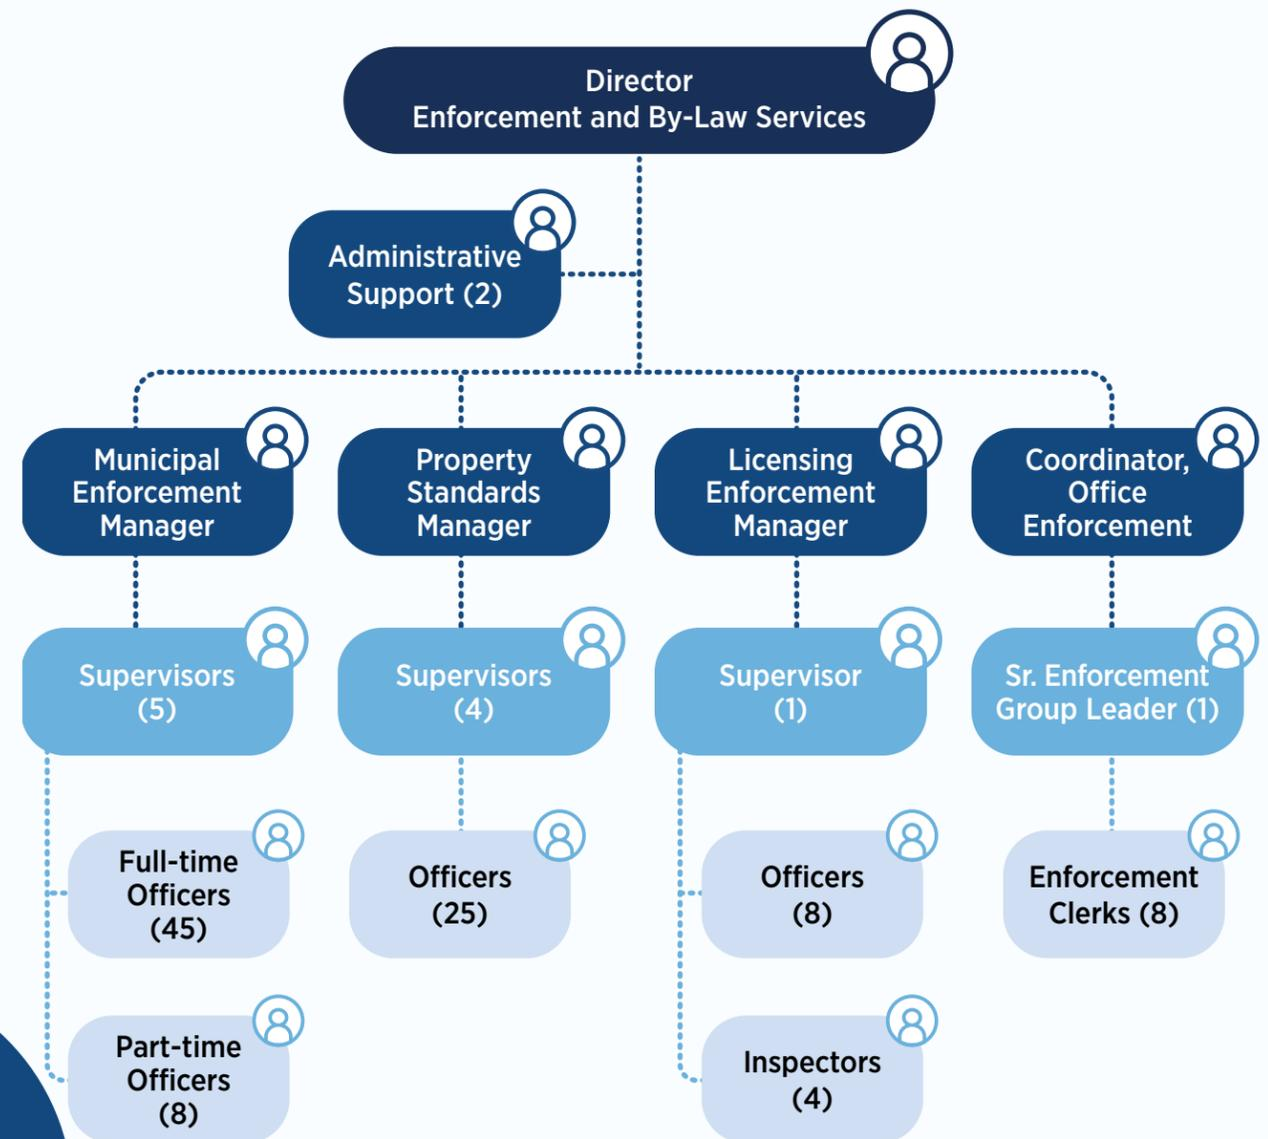 Director
Enforcement and By-Law Services
Administrative
Support (2)
Municipal
Enforcement
Manager
Property
Standards
Manager
Licensing
Enforcement
Manager
Coordinator,
Office
Enforcement
Supervisors
(5)
Supervisors
(4)
Supervisor
(1)
Sr. Enforcement
Group Leader (1)
Full-time
Officers
(45)
Officers
(25)
Officers
(8)
Enforcement
Clerks (8)
Part-time
Officers
(8)
Inspectors
(4)